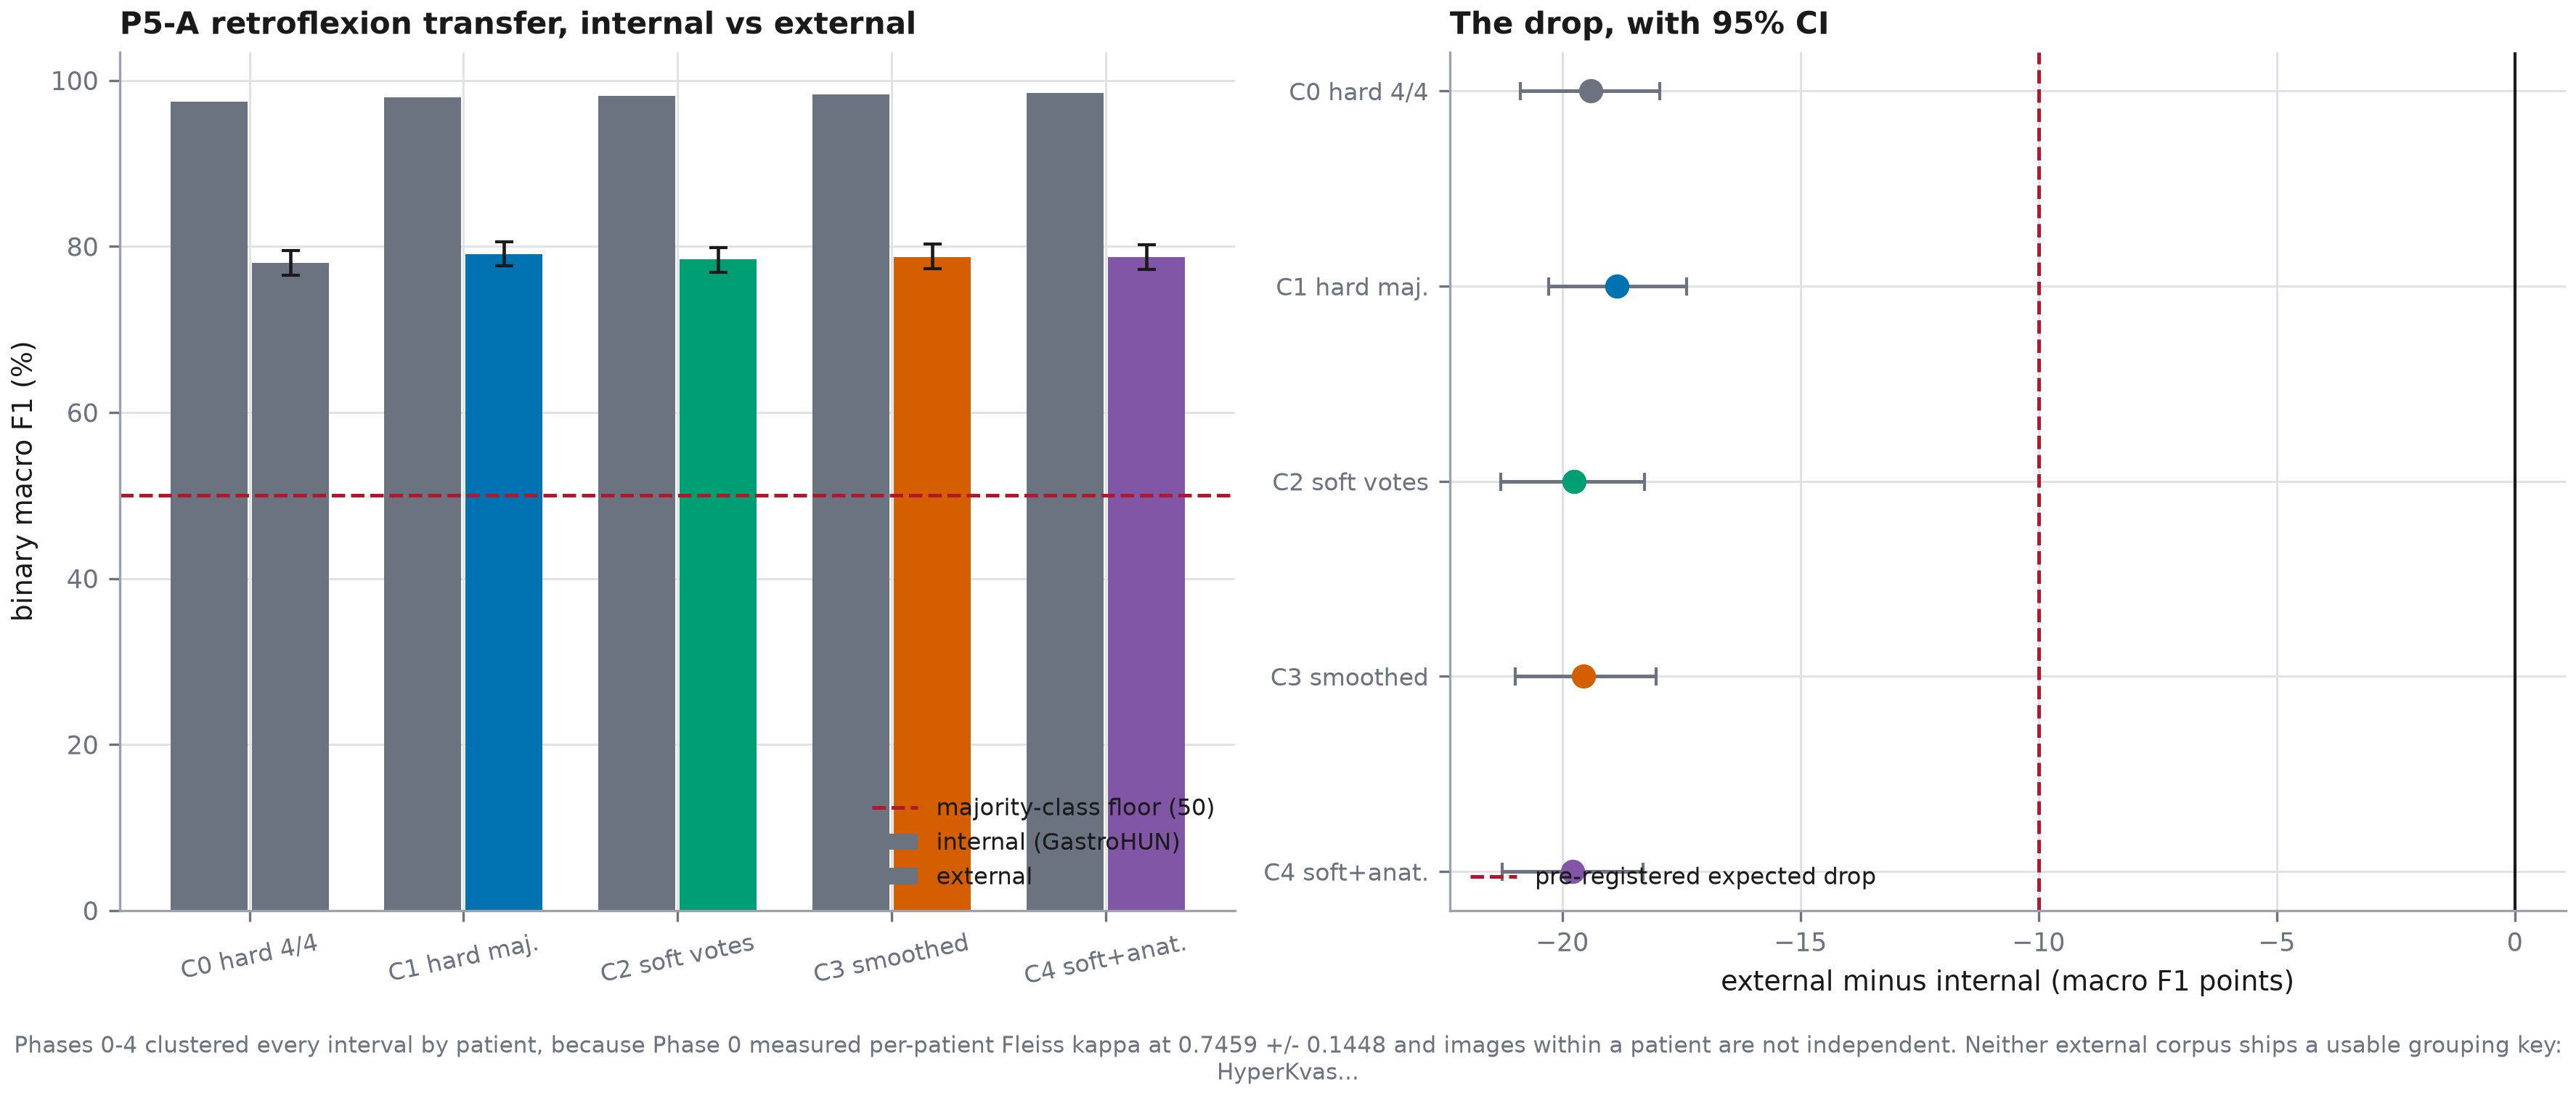 P5-A retroflexion transfer, internal vs external
binary macro F1 (%)
100
80
60
40
20
0
C0 hard 4/4
C1 hard maj.
C2 soft votes
C3 smoothed
C4 soft+anat.
majority-class floor (50)
internal (GastroHUN)
external
The drop, with 95% CI
C0 hard 4/4
C1 hard maj.
C2 soft votes
C3 smoothed
C4 soft+anat.
pre-registered expected drop
−20
−15
−10
−5
0
external minus internal (macro F1 points)
Phases 0-4 clustered every interval by patient, because Phase 0 measured per-patient Fleiss kappa at 0.7459 +/- 0.1448 and images within a patient are not independent. Neither external corpus ships a usable grouping key:
HyperKvas...